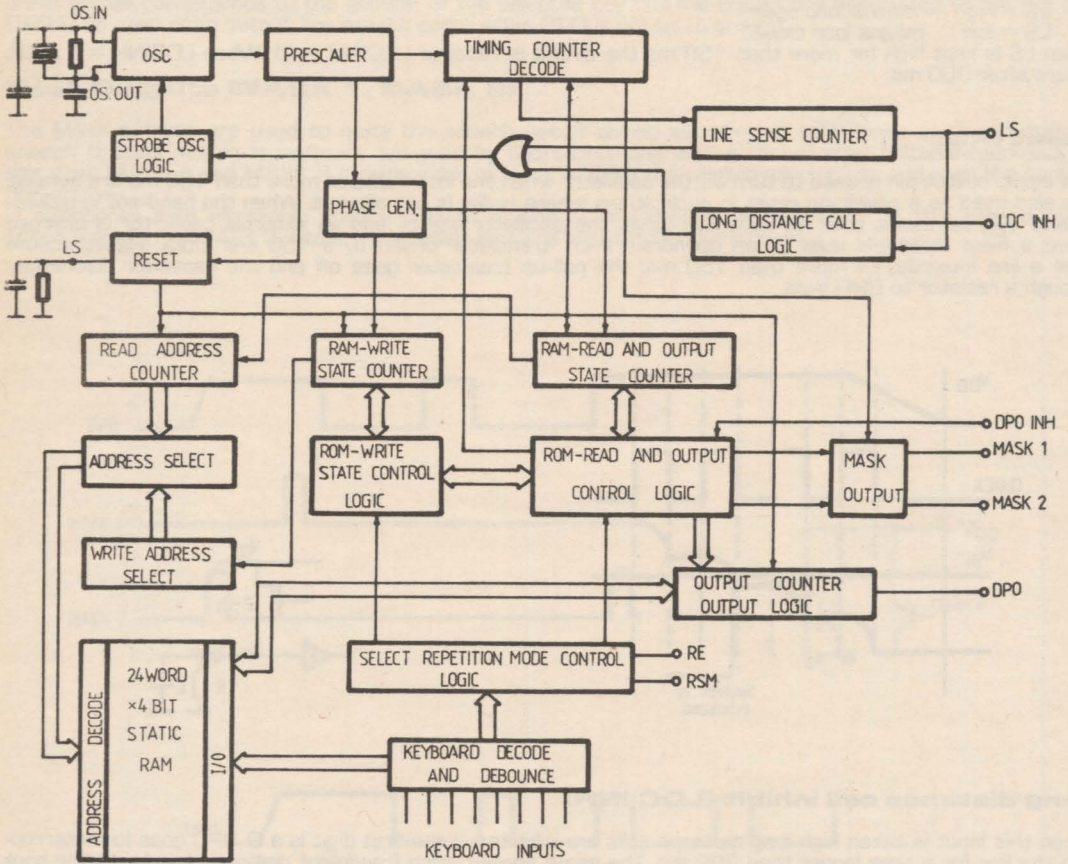 OS.IN
OSC
PRESCALER
TIMING COUNTER
DECODE
OS.OUT
STROBE OSC
LOGIC
LINE SENSE COUNTER
LS
PHASE GEN.
LONG DISTANCE CALL
LOGIC
LDC INH
LS
RESET
READ ADDRESS
COUNTER
RAM-WRITE
STATE COUNTER
RAM-READ AND OUTPUT
STATE COUNTER
ADDRESS SELECT
ROM-WRITE
STATE CONTROL
LOGIC
ROM-READ AND OUTPUT
CONTROL LOGIC
MASK
OUTPUT
DPO INH
MASK 1
MASK 2
WRITE ADDRESS
SELECT
OUTPUT COUNTER
OUTPUT LOGIC
DPO
ADDRESS DECODE
24WORD
×4 BIT
STATIC
RAM
I/O
SELECT REPETITION MODE CONTROL
LOGIC
RE
RSM
KEYBOARD DECODE
AND DEBOUNCE
KEYBOARD INPUTS